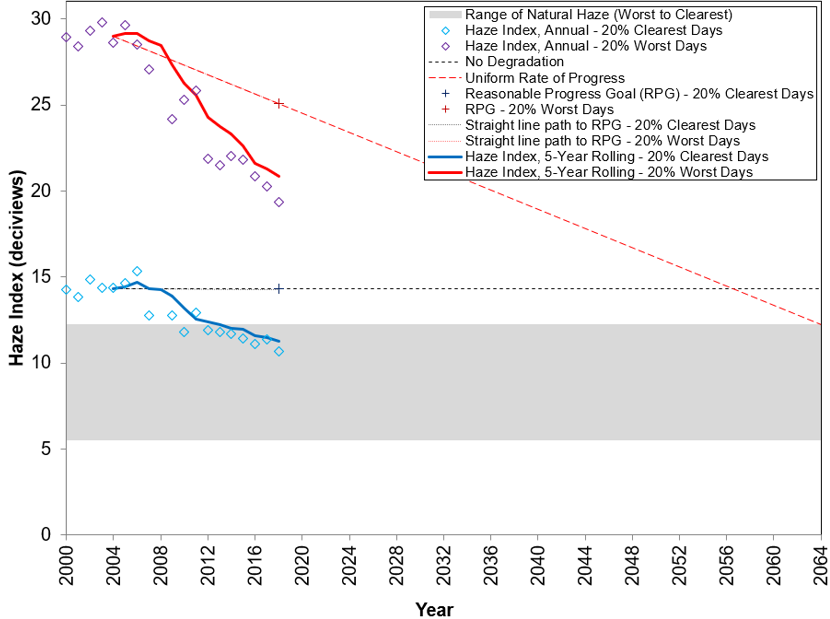 Range of Natural Haze (Worst to Clearest)
Haze Index, Annual - 20% Clearest Days
Haze Index, Annual - 20% Worst Days
No Degradation
Uniform Rate of Progress
Reasonable Progress Goal (RPG) - 20% Clearest Days
RPG - 20% Worst Days
Straight line path to RPG - 20% Clearest Days
Straight line path to RPG - 20% Worst Days
Haze Index, 5-Year Rolling - 20% Clearest Days
Haze Index, 5-Year Rolling - 20% Worst Days
Haze Index (deciviews)
30
25
20
15
10
5
0
2000 2004 2008 2012 2016 2020 2024 2028 2032 2036 2040 2044 2048 2052 2056 2060 2064
Year